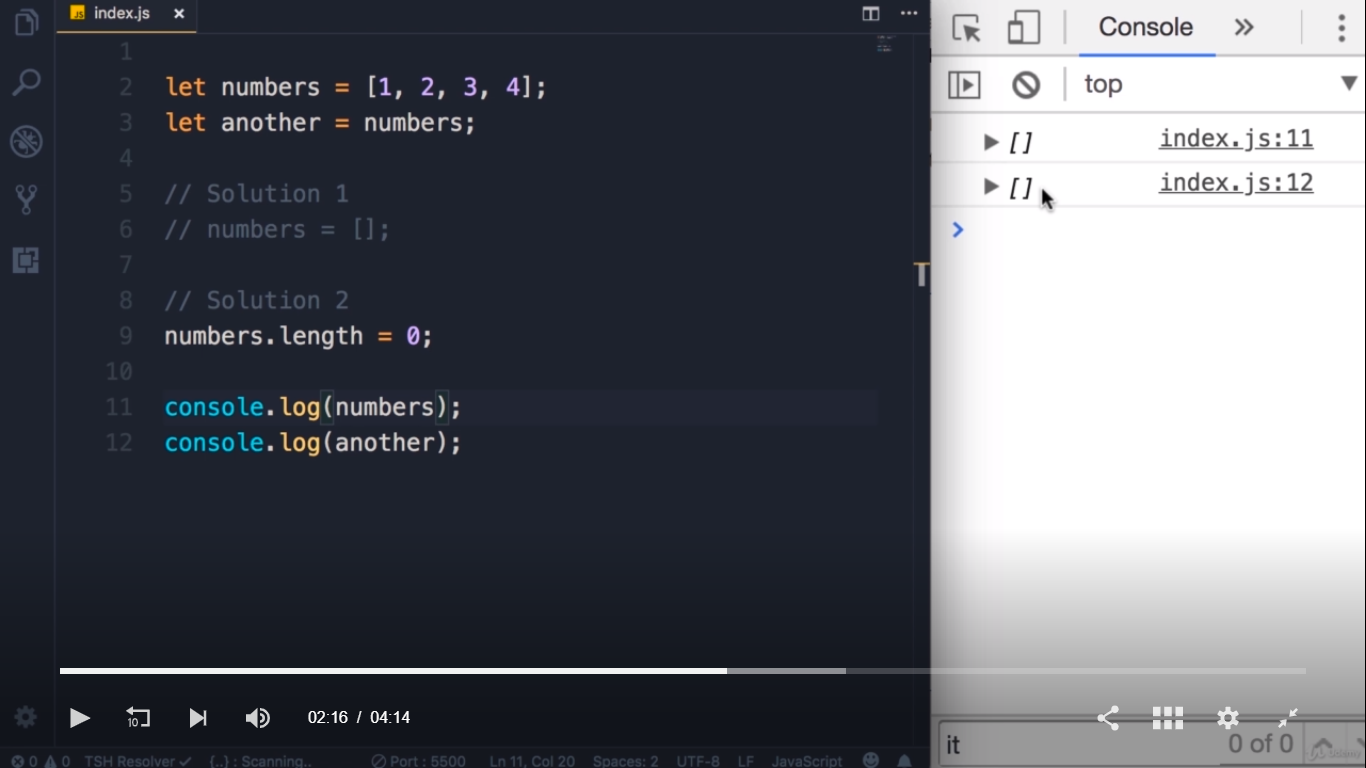 index.js ×
1
2 let numbers = [1, 2, 3, 4];
3 let another = numbers;
4
5 // Solution 1
6 // numbers = [];
7
8 // Solution 2
9 numbers.length = 0;
10
11 console.log(numbers);
12 console.log(another);
Console
top
[] index.js:11
[] index.js:12
10
02:16 / 04:14
it 0 of 0
0 0 TSH Resolver {..} : Scanning.. Port : 5500 Ln 11, Col 20 Spaces: 2 UTF-8 LF JavaScript